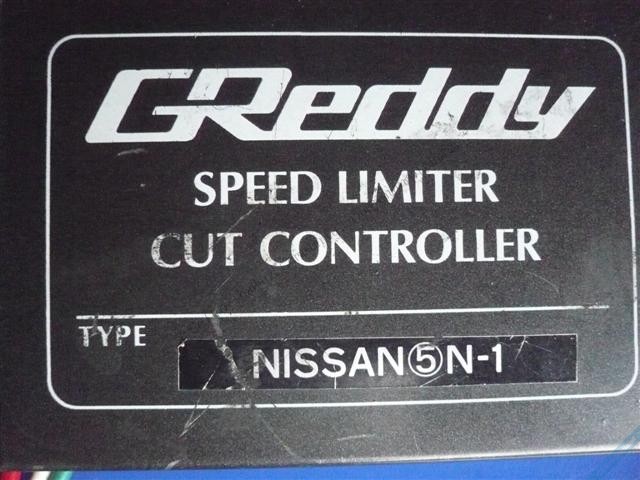 GReddy
SPEED LIMITER
CUT CONTROLLER
TYPE
NISSAN⑤N-1